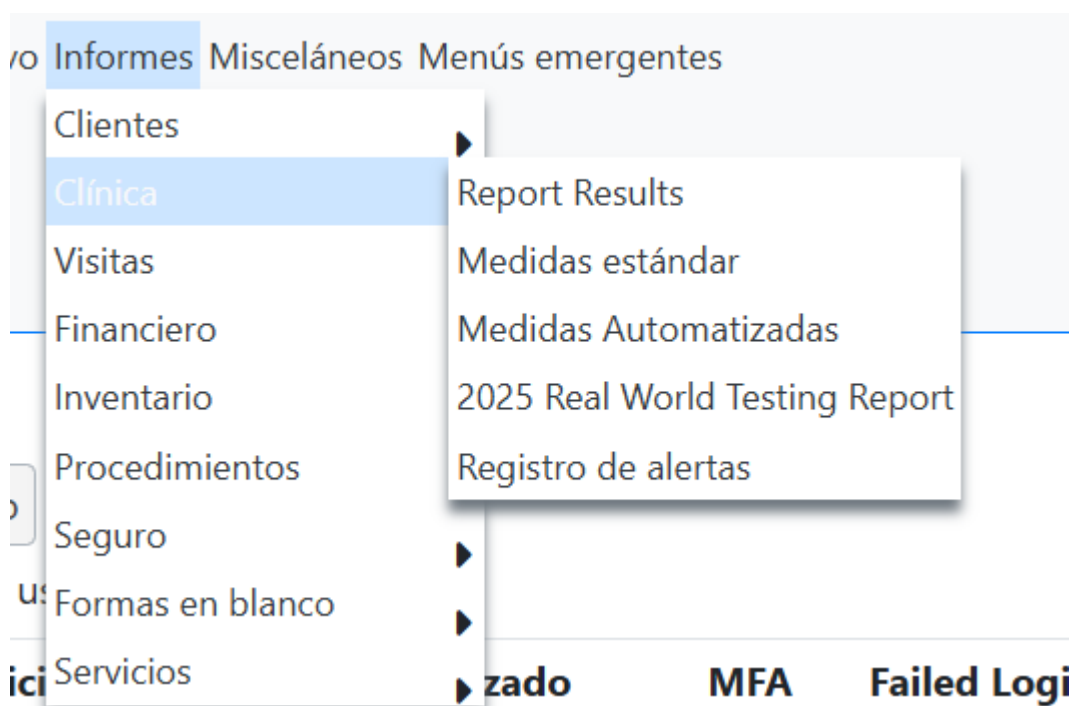 Informes Misceláneos Menús emergentes
Clientes
Clínica
Report Results
Visitas
Medidas estándar
Financiero
Medidas Automatizadas
Inventario
2025 Real World Testing Report
Procedimientos
Registro de alertas
Seguro
Formas en blanco
Servicios
MFA